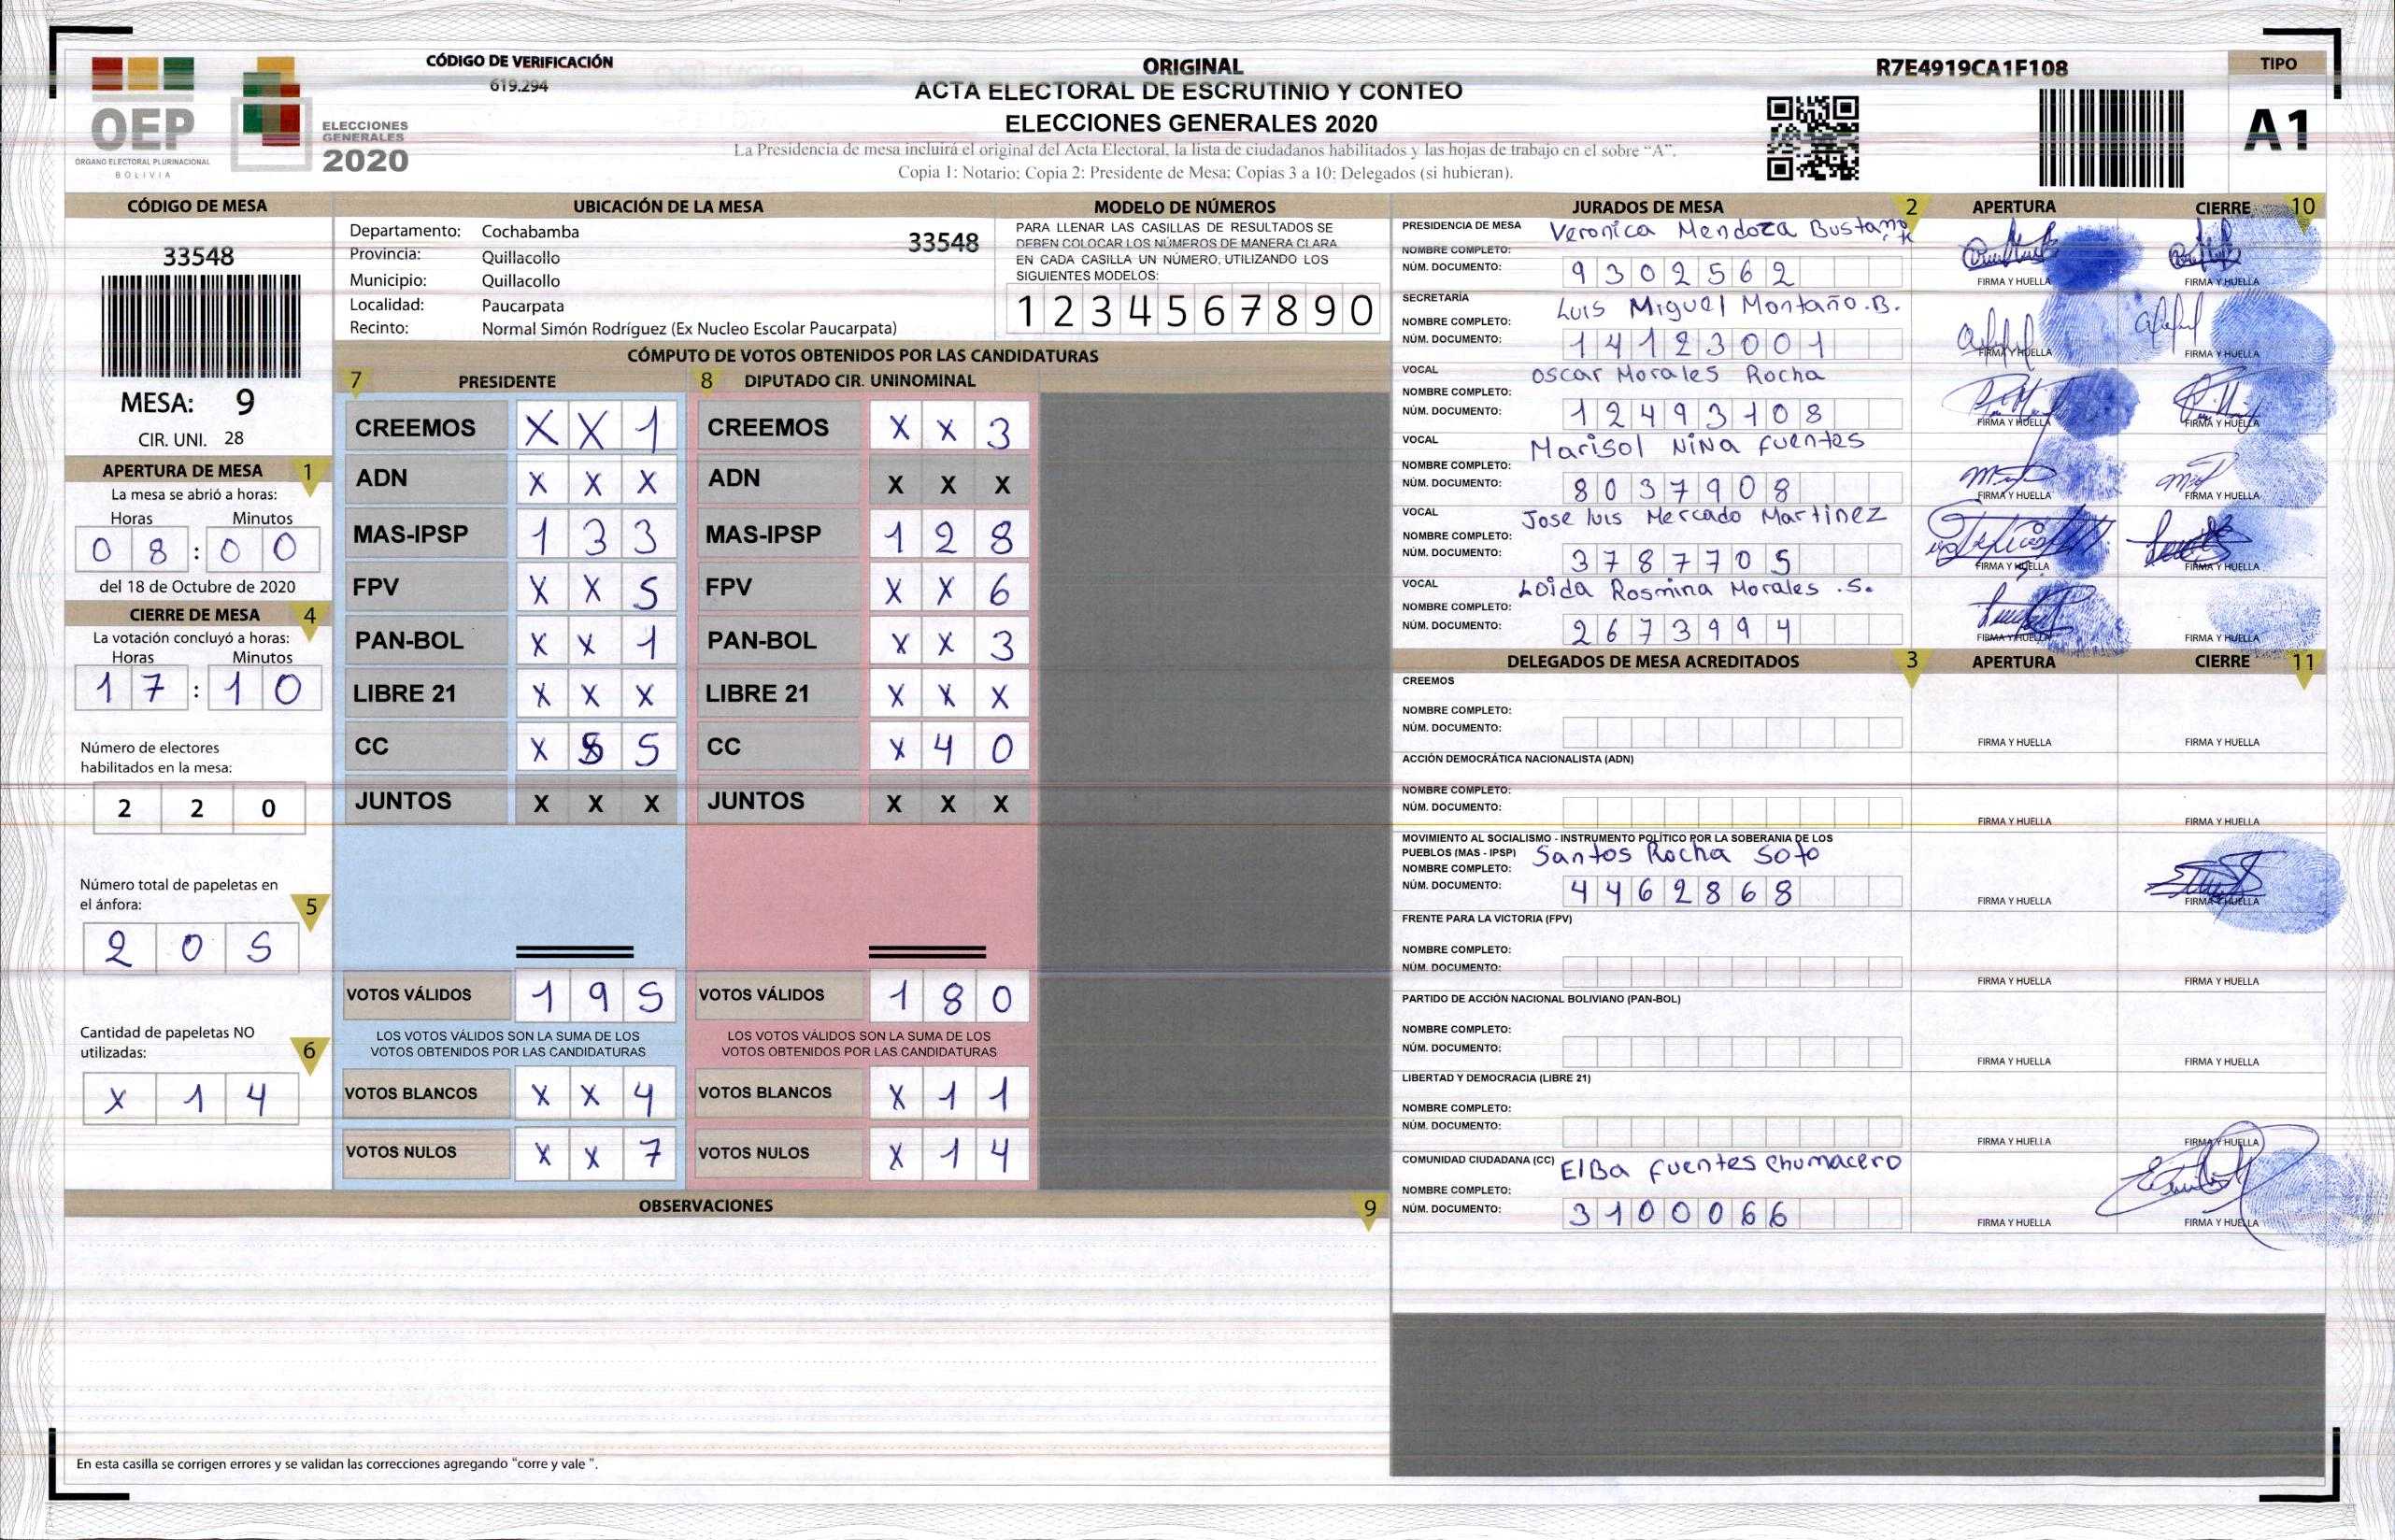 CÓDIGO DE VERIFICACIÓN
619.294
OEP
ÓRGANO ELECTORAL PLURINACIONAL
BOLIVIA
ELECCIONES
GENERALES
2020
ORIGINAL
ACTA ELECTORAL DE ESCRUTINIO Y CONTEO
ELECCIONES GENERALES 2020
La Presidencia de mesa incluirá el original del Acta Electoral, la lista de ciudadanos habilitados y las hojas de trabajo en el sobre “A”.
Copia 1: Notario; Copia 2: Presidente de Mesa; Copias 3 a 10: Delegados (si hubieran).
R7E4919CA1F108
TIPO
A1
CÓDIGO DE MESA
33548
MESA: 9
CIR. UNI. 28
APERTURA DE MESA 1
La mesa se abrió a horas:
Horas Minutos
0 8 : 0 0
del 18 de Octubre de 2020
CIERRE DE MESA 4
La votación concluyó a horas:
Horas Minutos
1 7 : 1 0
Número de electores
habilitados en la mesa:
2 2 0
Número total de papeletas en
el ánfora: 5
2 0 5
Cantidad de papeletas NO
utilizadas: 6
X 1 4
UBICACIÓN DE LA MESA
Departamento: Cochabamba
33548
Provincia: Quillacollo
Municipio: Quillacollo
Localidad: Paucarpata
Recinto: Normal Simón Rodríguez (Ex Nucleo Escolar Paucarpata)
MODELO DE NÚMEROS
PARA LLENAR LAS CASILLAS DE RESULTADOS SE
DEBEN COLOCAR LOS NÚMEROS DE MANERA CLARA
EN CADA CASILLA UN NÚMERO, UTILIZANDO LOS
SIGUIENTES MODELOS:
1 2 3 4 5 6 7 8 9 0
CÓMPUTO DE VOTOS OBTENIDOS POR LAS CANDIDATURAS
7 PRESIDENTE
CREEMOS X X 1
ADN X X X
MAS-IPSP 1 3 3
FPV X X 5
PAN-BOL X X 1
LIBRE 21 X X X
CC X 5 5
JUNTOS X X X
VOTOS VÁLIDOS 1 9 5
LOS VOTOS VÁLIDOS SON LA SUMA DE LOS
VOTOS OBTENIDOS POR LAS CANDIDATURAS
VOTOS BLANCOS X X 4
VOTOS NULOS X X 7
8 DIPUTADO CIR. UNINOMINAL
CREEMOS X X 3
ADN X X X
MAS-IPSP 1 2 8
FPV X X 6
PAN-BOL X X 3
LIBRE 21 X X X
CC X 4 0
JUNTOS X X X
VOTOS VÁLIDOS 1 8 0
LOS VOTOS VÁLIDOS SON LA SUMA DE LOS
VOTOS OBTENIDOS POR LAS CANDIDATURAS
VOTOS BLANCOS X 1 1
VOTOS NULOS X 1 4
OBSERVACIONES 9
En esta casilla se corrigen errores y se validan las correcciones agregando “corre y vale ”.
JURADOS DE MESA 2 APERTURA CIERRE 10
PRESIDENCIA DE MESA Veronica Mendoza
NOMBRE COMPLETO:
NÚM. DOCUMENTO: 9302562
FIRMA Y HUELLA FIRMA Y HUELLA
SECRETARÍA Luis Miguel Montaño.B.
NOMBRE COMPLETO:
NÚM. DOCUMENTO: 14123001
FIRMA Y HUELLA FIRMA Y HUELLA
VOCAL Oscar Morales Rocha
NOMBRE COMPLETO:
NÚM. DOCUMENTO: 12493108
FIRMA Y HUELLA FIRMA Y HUELLA
VOCAL Marisol NiNa fuentes
NOMBRE COMPLETO:
NÚM. DOCUMENTO: 8037908
FIRMA Y HUELLA FIRMA Y HUELLA
VOCAL Jose luis Mercado Martinez
NOMBRE COMPLETO:
NÚM. DOCUMENTO: 3787705
FIRMA Y HUELLA FIRMA Y HUELLA
VOCAL Loida Rosmina Morales .S.
NOMBRE COMPLETO:
NÚM. DOCUMENTO: 2673994
FIRMA Y HUELLA FIRMA Y HUELLA
DELEGADOS DE MESA ACREDITADOS 3 APERTURA CIERRE 11
CREEMOS
NOMBRE COMPLETO:
NÚM. DOCUMENTO:
FIRMA Y HUELLA FIRMA Y HUELLA
ACCIÓN DEMOCRÁTICA NACIONALISTA (ADN)
NOMBRE COMPLETO:
NÚM. DOCUMENTO:
FIRMA Y HUELLA FIRMA Y HUELLA
MOVIMIENTO AL SOCIALISMO - INSTRUMENTO POLÍTICO POR LA SOBERANIA DE LOS
PUEBLOS (MAS - IPSP) Santos Rocha Soto
NOMBRE COMPLETO:
NÚM. DOCUMENTO: 4462868
FIRMA Y HUELLA FIRMA Y HUELLA
FRENTE PARA LA VICTORIA (FPV)
NOMBRE COMPLETO:
NÚM. DOCUMENTO:
FIRMA Y HUELLA FIRMA Y HUELLA
PARTIDO DE ACCIÓN NACIONAL BOLIVIANO (PAN-BOL)
NOMBRE COMPLETO:
NÚM. DOCUMENTO:
FIRMA Y HUELLA FIRMA Y HUELLA
LIBERTAD Y DEMOCRACIA (LIBRE 21)
NOMBRE COMPLETO:
NÚM. DOCUMENTO:
FIRMA Y HUELLA FIRMA Y HUELLA
COMUNIDAD CIUDADANA (CC) ElBa fuentes Chumacero
NOMBRE COMPLETO:
NÚM. DOCUMENTO: 3100066
FIRMA Y HUELLA FIRMA Y HUELLA